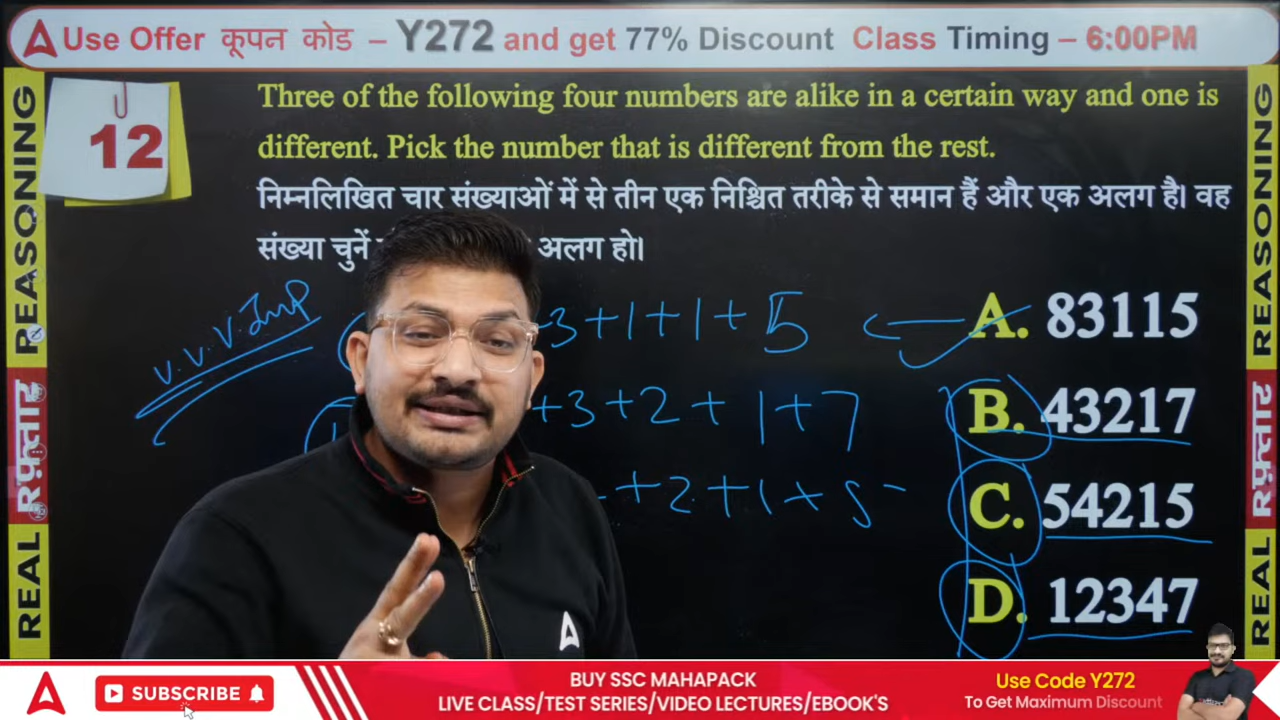 Use Offer कूपन कोड – Y272 and get 77% Discount Class Timing – 6:00PM
REASONING
REAL रफ़्तार
12
Three of the following four numbers are alike in a certain way and one is
different. Pick the number that is different from the rest.
निम्नलिखित चार संख्याओं में से तीन एक निश्चित तरीके से समान हैं और एक अलग है। वह
संख्या चुनें अलग हो।
V. V. V. Imp
3+1+1+5
+3+2+1+7
+2+1+5
A. 83115
B. 43217
C. 54215
D. 12347
REASONING
REAL रफ़्तार
SUBSCRIBE
BUY SSC MAHAPACK
LIVE CLASS/TEST SERIES/VIDEO LECTURES/EBOOK'S
Use Code Y272
To Get Maximum Discount